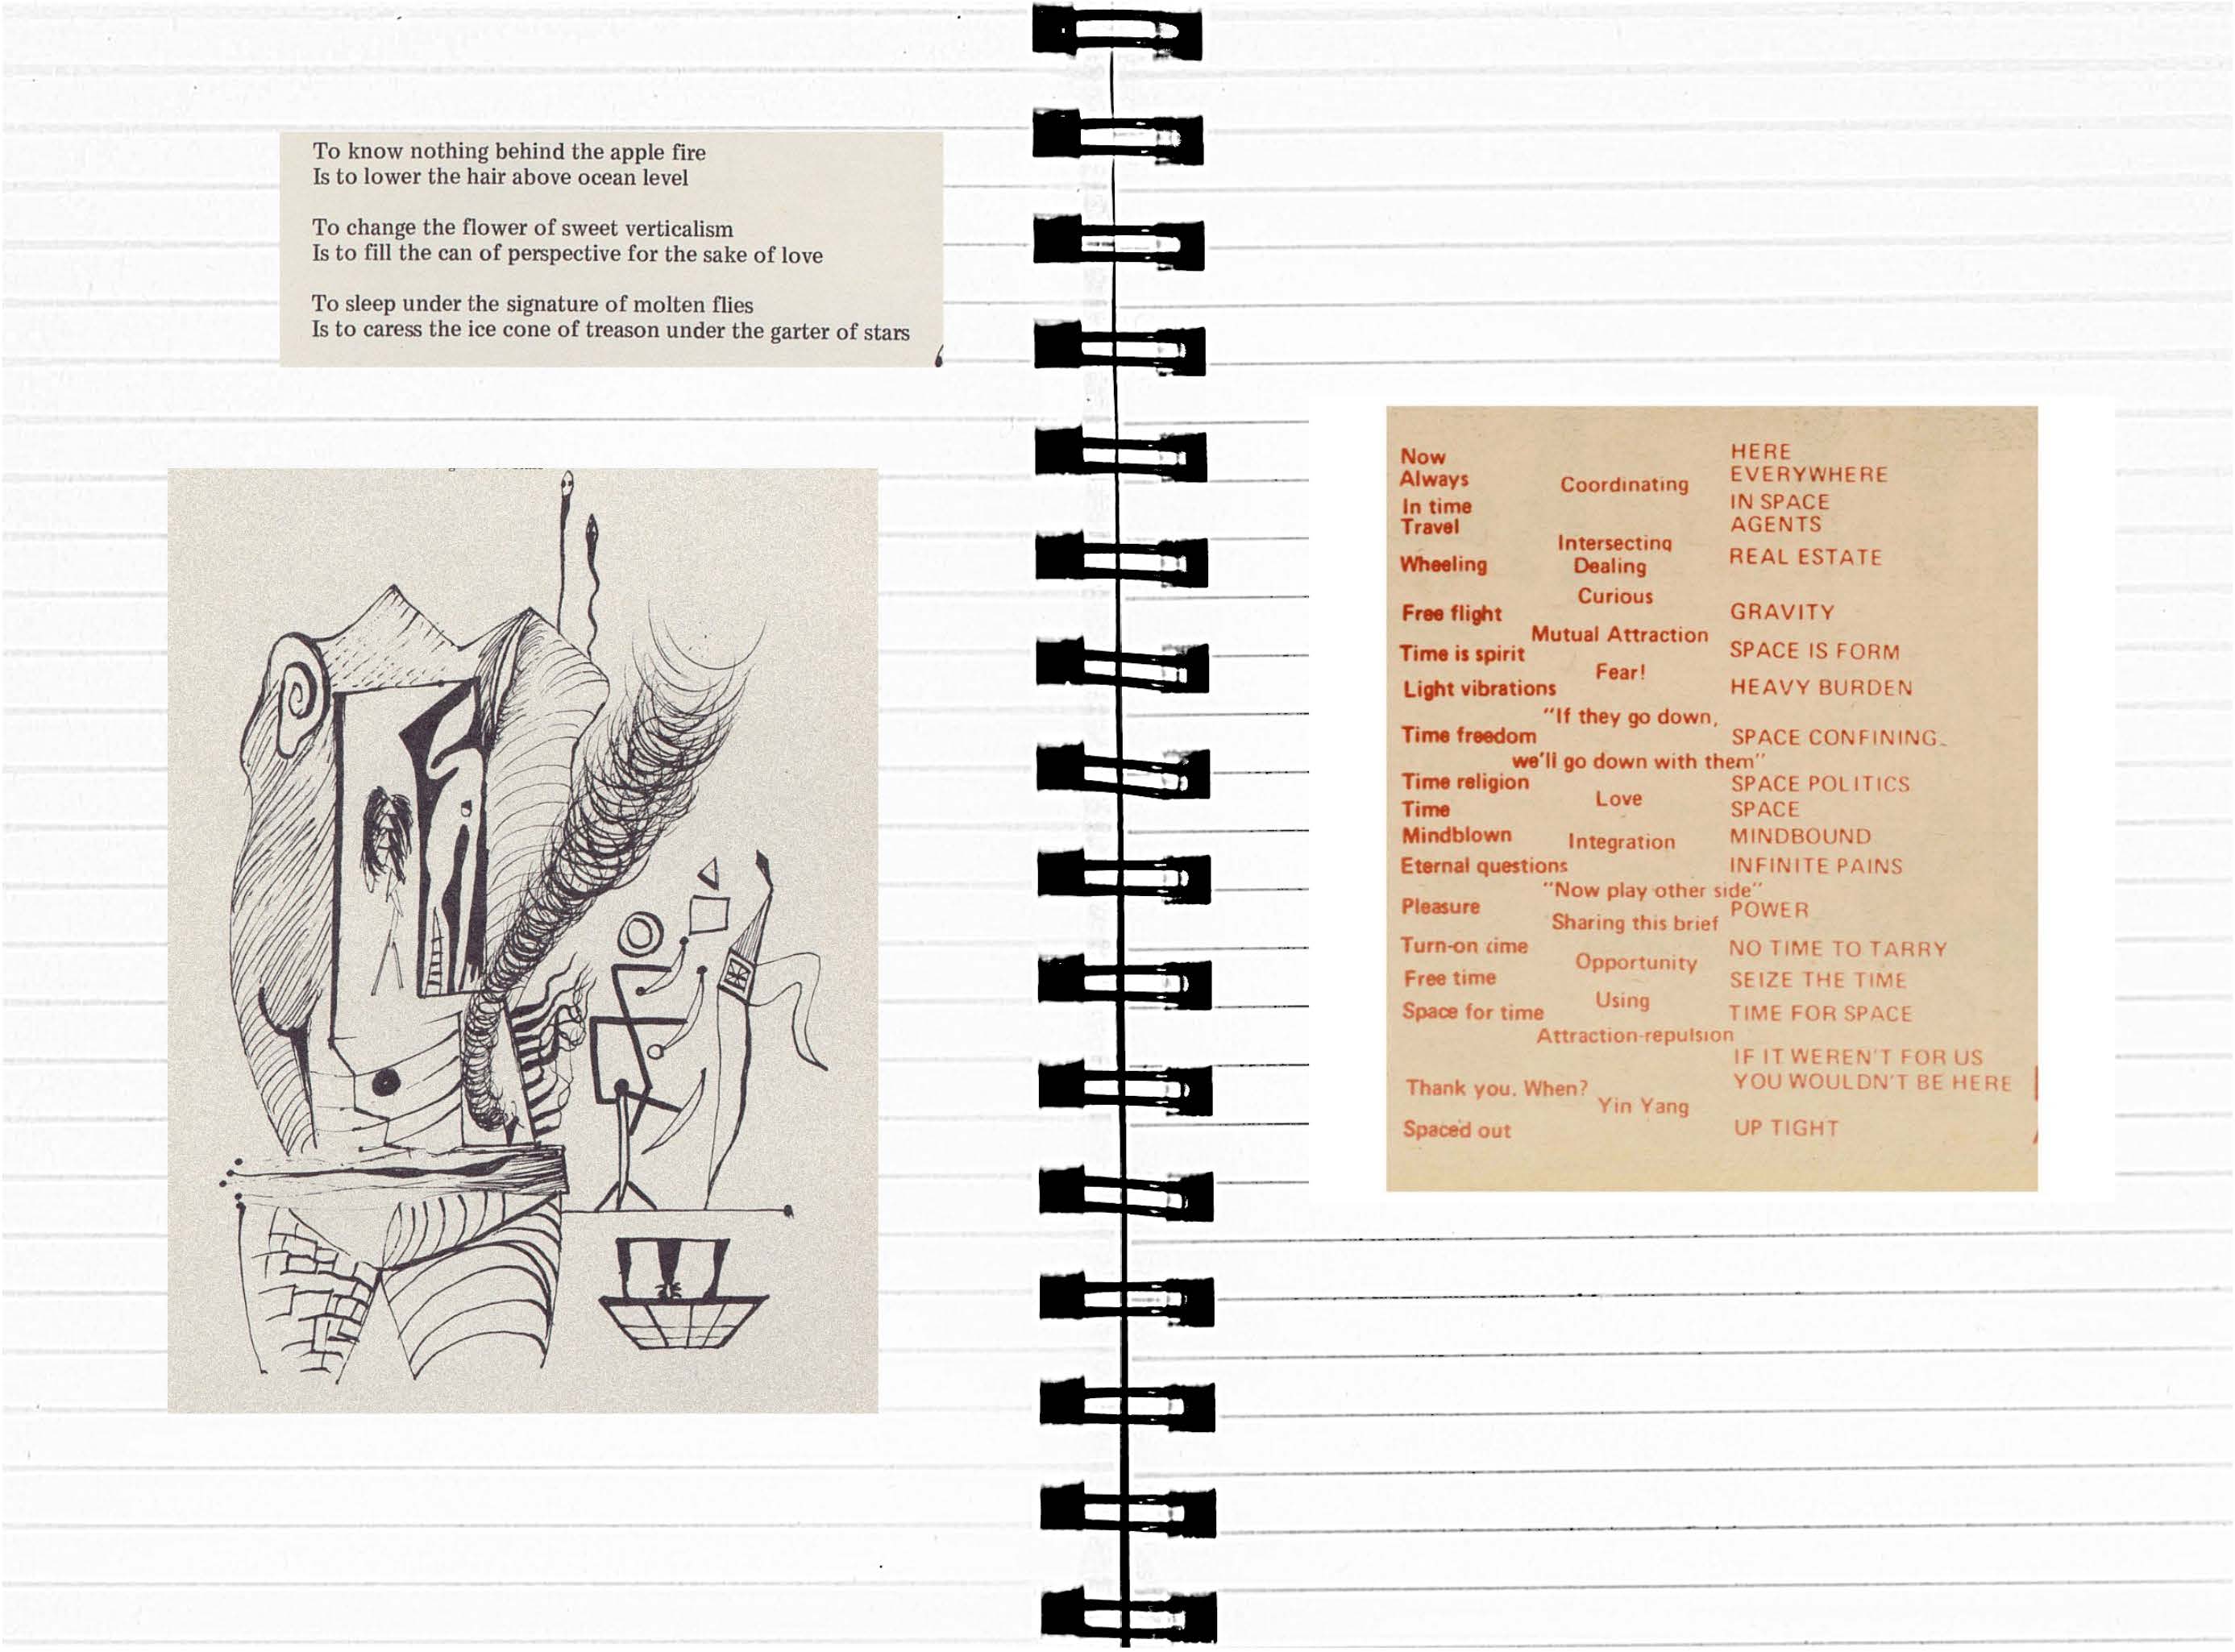 To know nothing behind the apple fire
Is to lower the hair above ocean level
To change the flower of sweet verticalism
Is to fill the can of perspective for the sake of love
To sleep under the signature of molten flies
Is to caress the ice cone of treason under the garter of stars
Now HERE
Always Coordinating EVERYWHERE
In time IN SPACE
Travel AGENTS
Intersecting
Wheeling Dealing REAL ESTATE
Curious
Free flight GRAVITY
Mutual Attraction
Time is spirit SPACE IS FORM
Fear!
Light vibrations HEAVY BURDEN
"If they go down,
Time freedom SPACE CONFINING
we'll go down with them"
Time religion SPACE POLITICS
Love
Time SPACE
Mindblown Integration MINDBOUND
Eternal questions INFINITE PAINS
"Now play other side"
Pleasure POWER
Sharing this brief
Turn-on time NO TIME TO TARRY
Opportunity
Free time SEIZE THE TIME
Using
Space for time TIME FOR SPACE
Attraction-repulsion
IF IT WEREN'T FOR US
Thank you. When? YOU WOULDN'T BE HERE
Yin Yang
Spaced out UP TIGHT